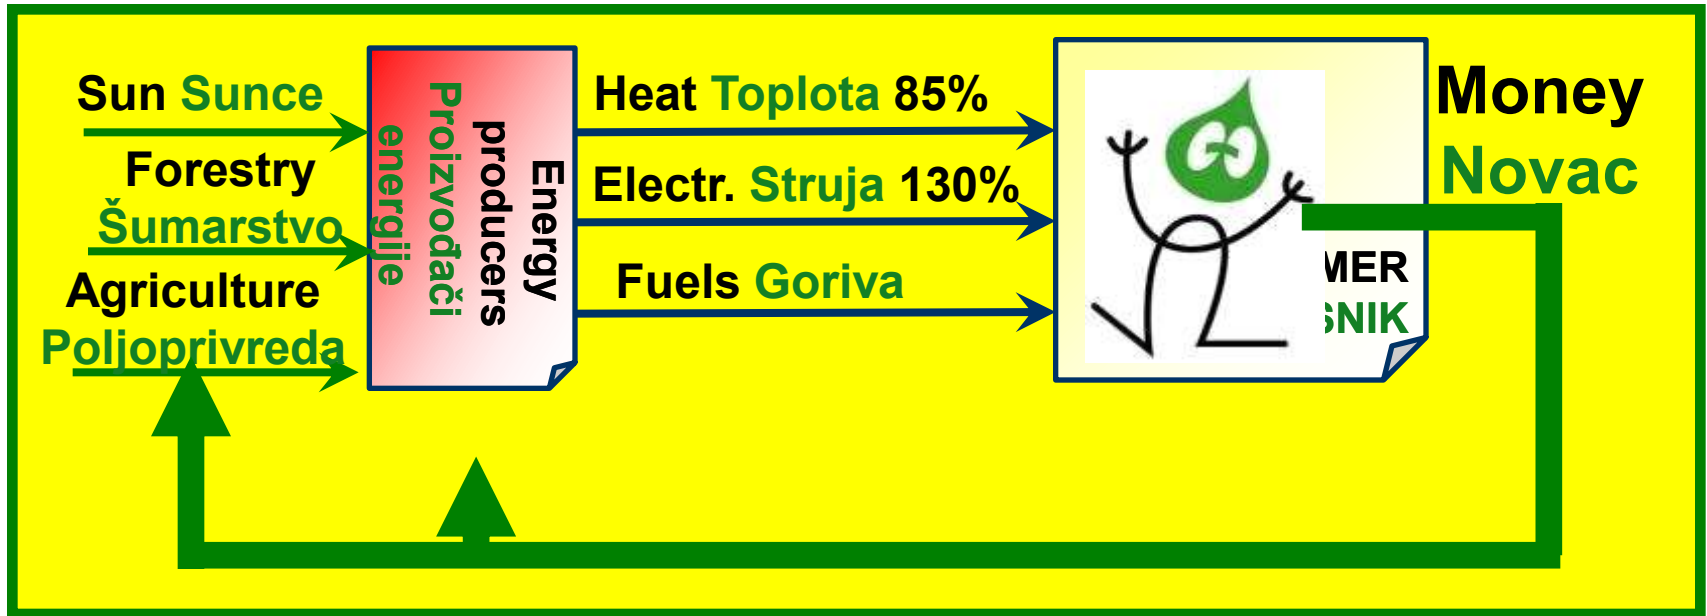 Sun Sunce
Forestry
Šumarstvo
Agriculture
Poljoprivreda
Energy
producers
Proizvođači
energije
Heat Toplota 85%
Electr. Struja 130%
Fuels Goriva
MER
SNIK
Money
Novac